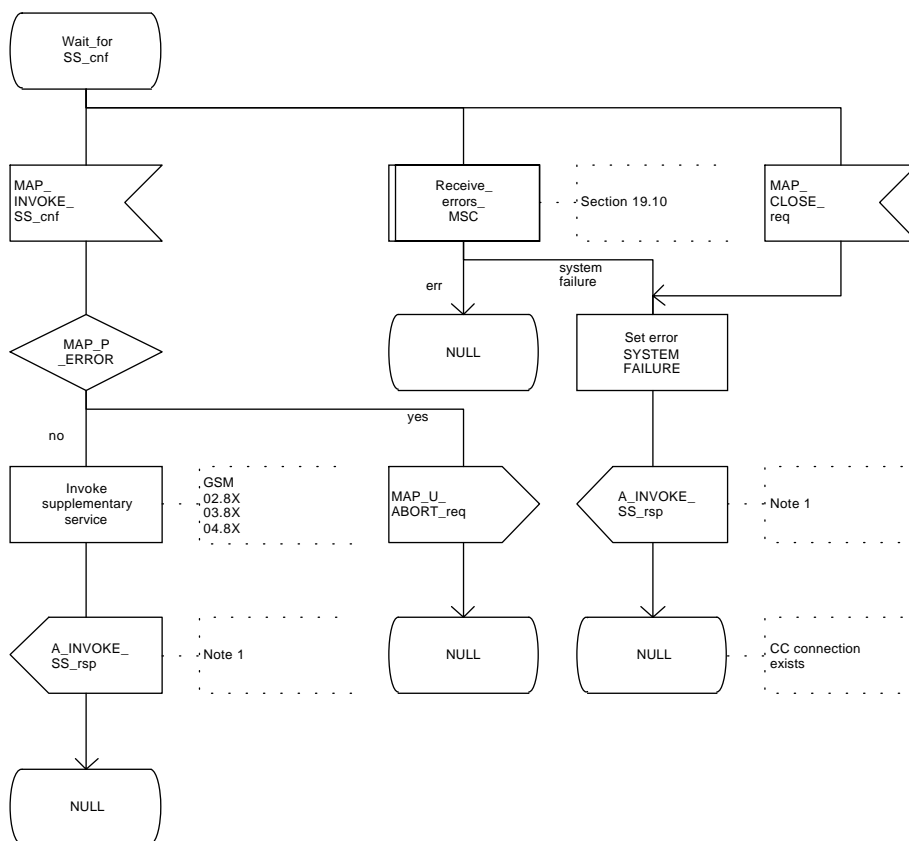 Wait_for
SS_cnf
MAP_
INVOKE_
SS_cnf
Receive_
errors_
MSC
Section 19.10
MAP_
CLOSE_
req
err
system
failure
MAP_P
_ERROR
NULL
Set error
SYSTEM
FAILURE
no
yes
Invoke
supplementary
service
GSM
02.8X
03.8X
04.8X
MAP_U_
ABORT_req
A_INVOKE_
SS_rsp
Note 1
A_INVOKE_
SS_rsp
Note 1
NULL
NULL
CC connection
exists
NULL